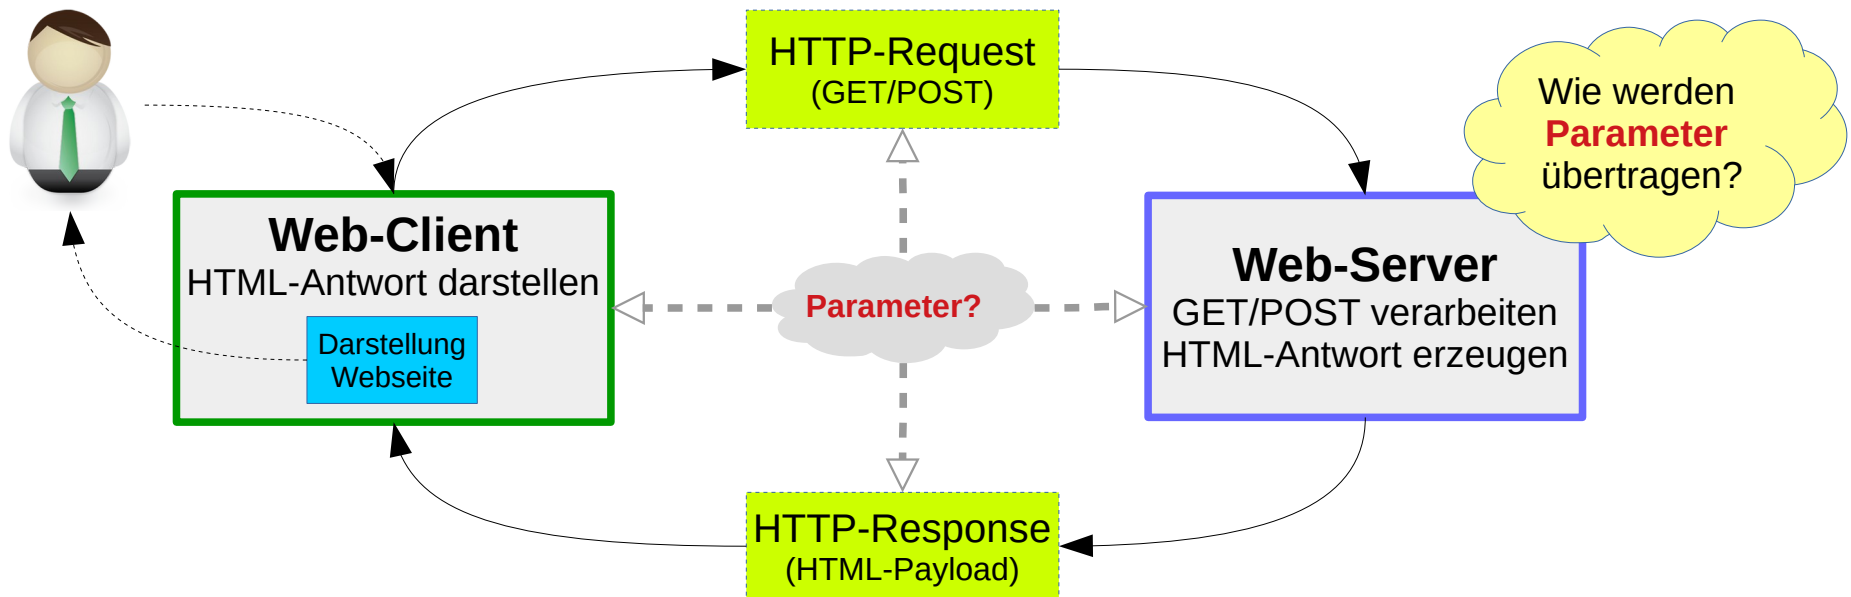 HTTP-Request
(GET/POST)
Wie werden
Parameter
übertragen?
Web-Client
HTML-Antwort darstellen
Darstellung
Webseite
Parameter?
Web-Server
GET/POST verarbeiten
HTML-Antwort erzeugen
HTTP-Response
(HTML-Payload)